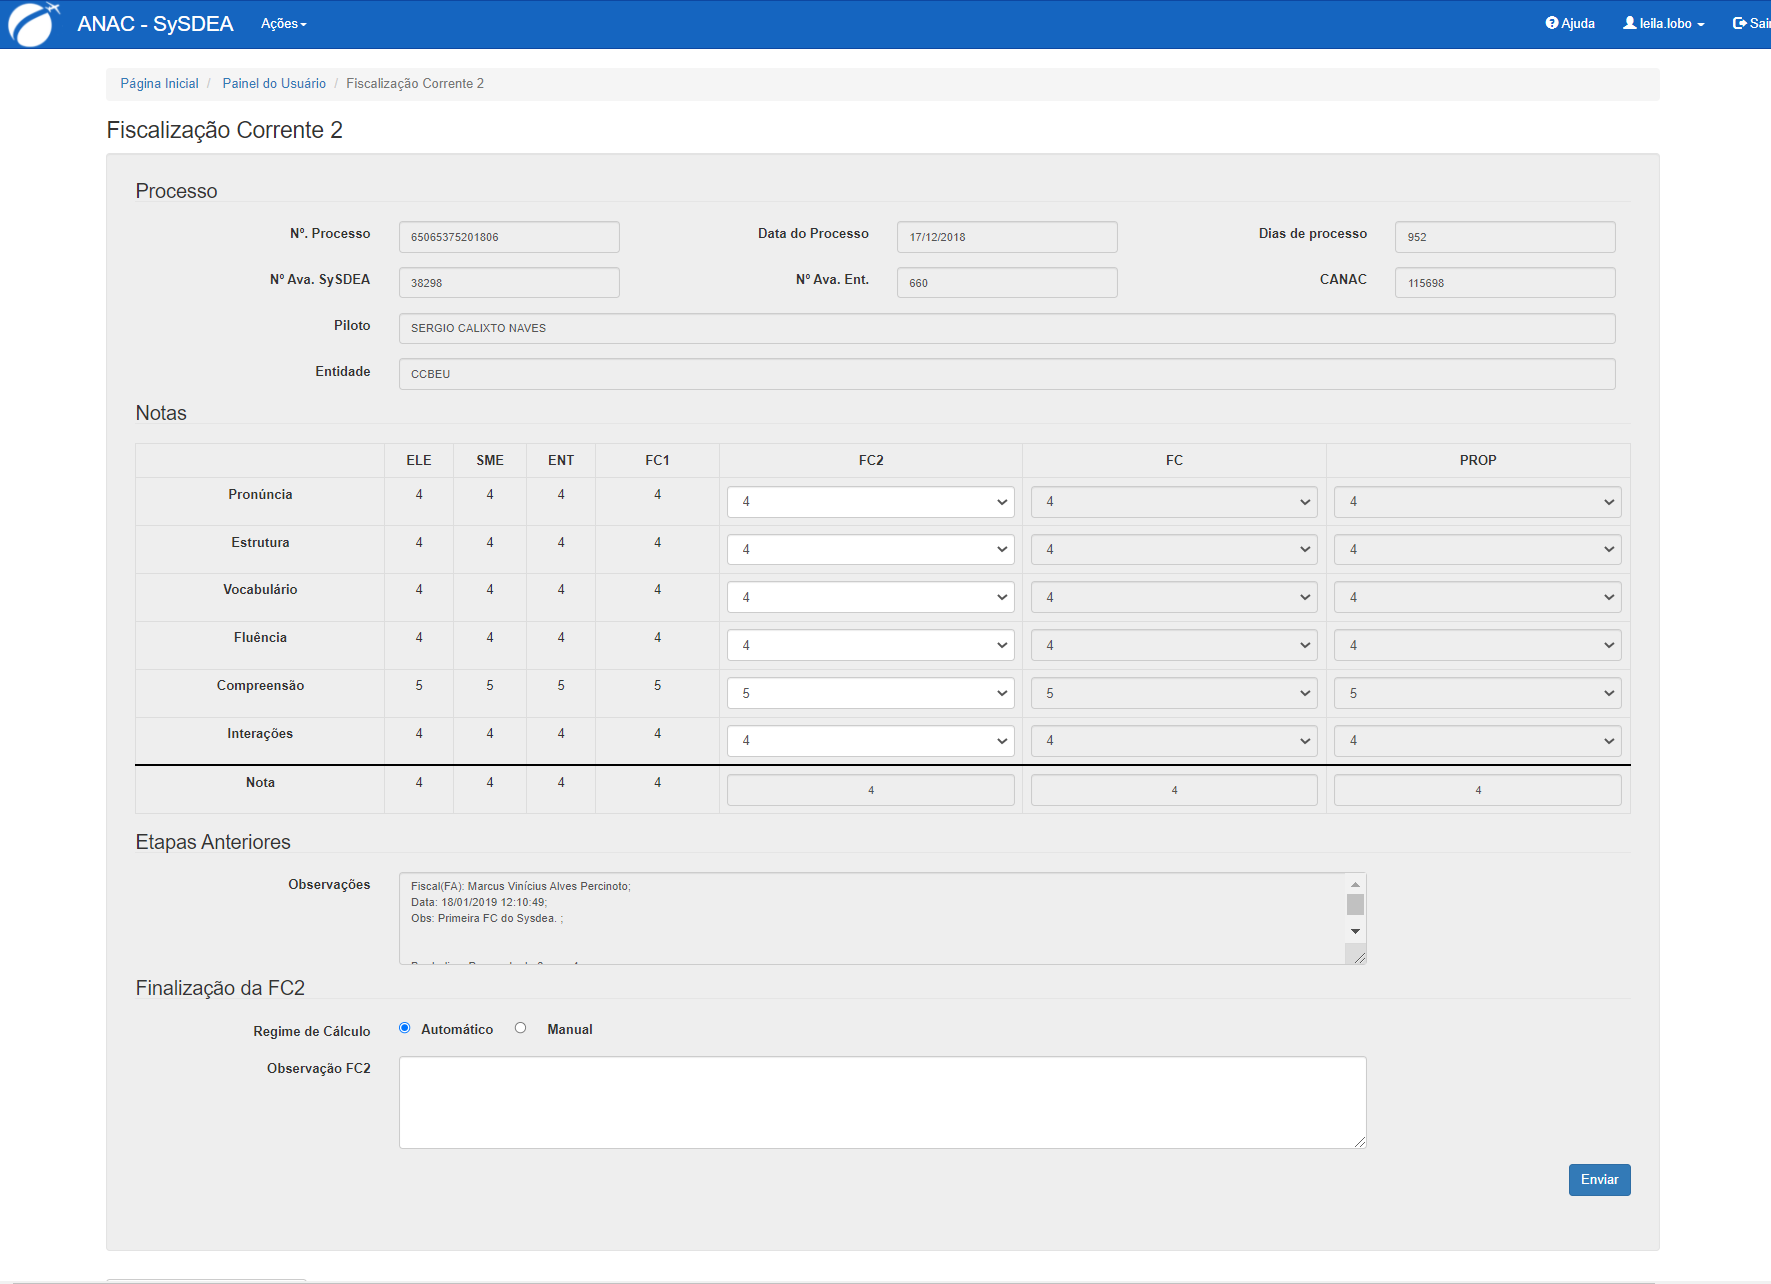 ANAC - SySDEA Ações Ajuda leila.lobo Sair
Página Inicial / Painel do Usuário / Fiscalização Corrente 2
Fiscalização Corrente 2
Processo
Nº. Processo 65065375201806 Data do Processo 17/12/2018 Dias de processo 952
Nº Ava. SySDEA 38298 Nº Ava. Ent. 660 CANAC 115698
Piloto SERGIO CALIXTO NAVES
Entidade CCBEU
Notas
ELE SME ENT FC1 FC2 FC PROP
Pronúncia 4 4 4 4 4 4 4
Estrutura 4 4 4 4 4 4 4
Vocabulário 4 4 4 4 4 4 4
Fluência 4 4 4 4 4 4 4
Compreensão 5 5 5 5 5 5 5
Interações 4 4 4 4 4 4 4
Nota 4 4 4 4 4 4 4
Etapas Anteriores
Observações
Fiscal(FA): Marcus Vinícius Alves Percinoto;
Data: 18/01/2019 12:10:49;
Obs: Primeira FC do Sysdea. ;
Finalização da FC2
Regime de Cálculo Automático Manual
Observação FC2
Enviar